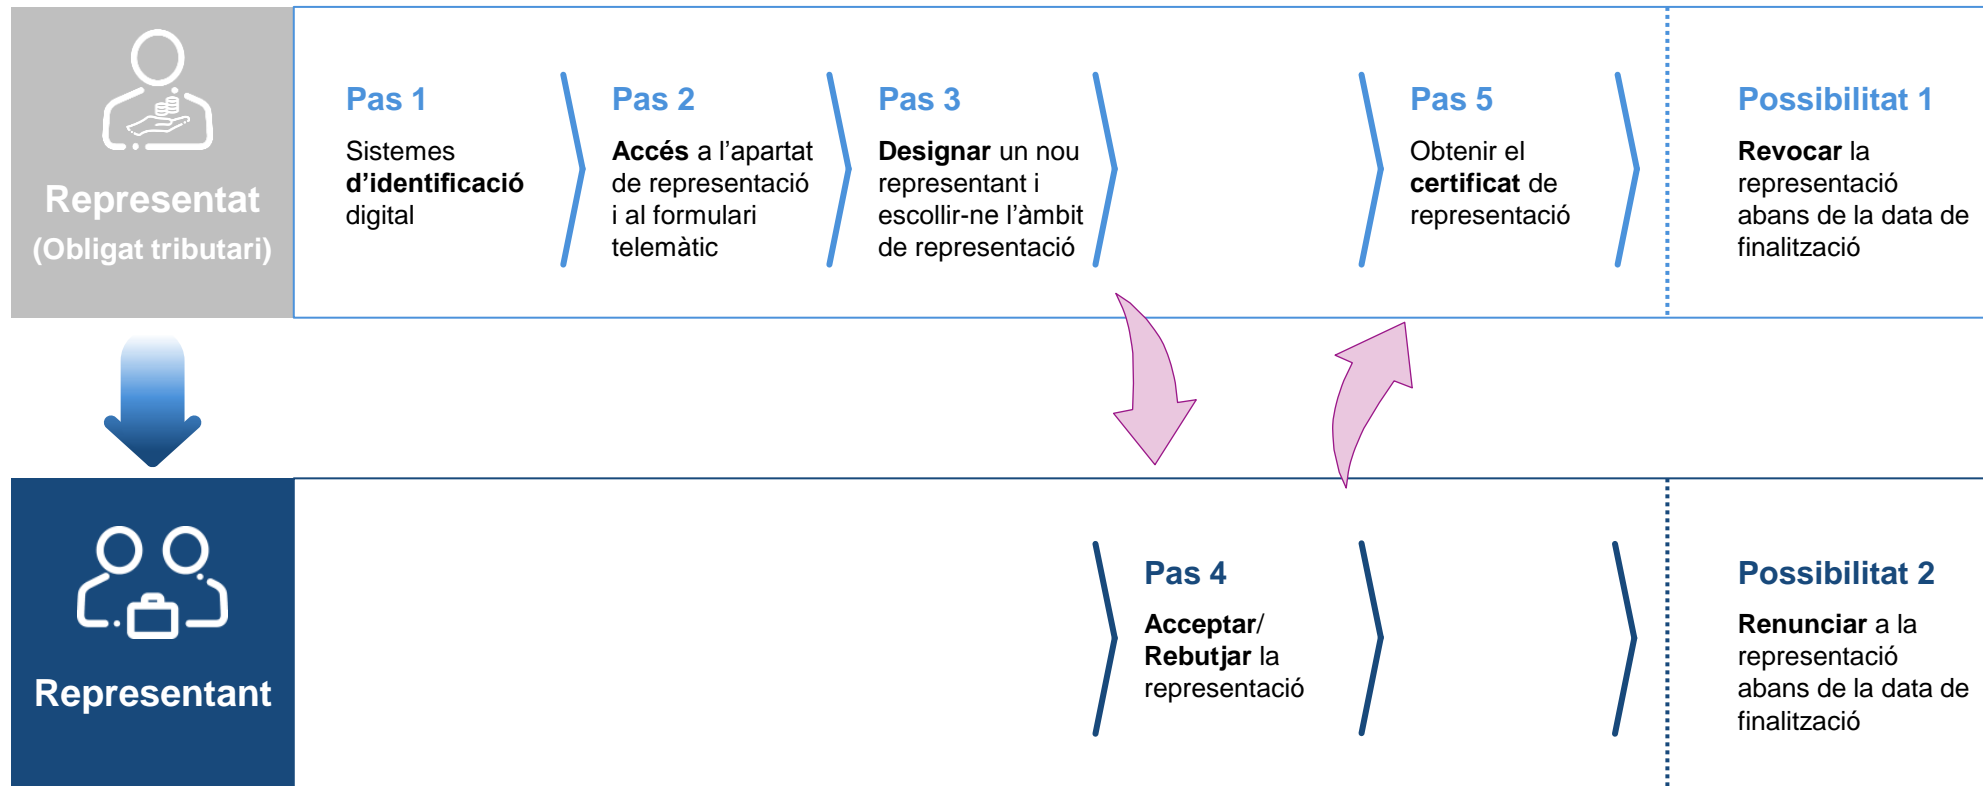 Representat
(Obligat tributari)
Pas 1
Sistemes
d’identificació
digital
Pas 2
Accés a l’apartat
de representació
i al formulari
telemàtic
Pas 3
Designar un nou
representant i
escollir-ne l’àmbit
de representació
Pas 5
Obtenir el
certificat de
representació
Possibilitat 1
Revocar la
representació
abans de la data de
finalització
Representant
Pas 4
Acceptar/
Rebutjar la
representació
Possibilitat 2
Renunciar a la
representació
abans de la data de
finalització